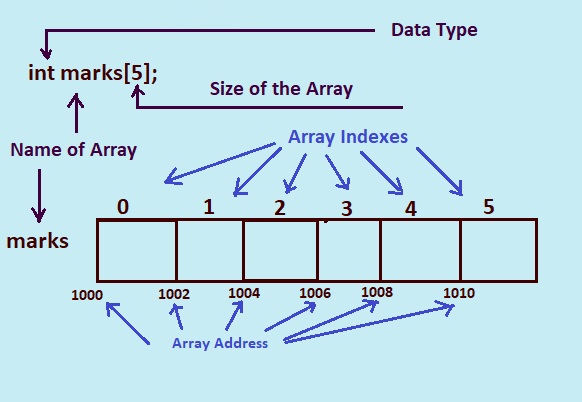 Data Type
int marks[5];
Size of the Array
Array Indexes
Name of Array
0 1 2 3 4 5
marks
1000 1002 1004 1006 1008 1010
Array Address